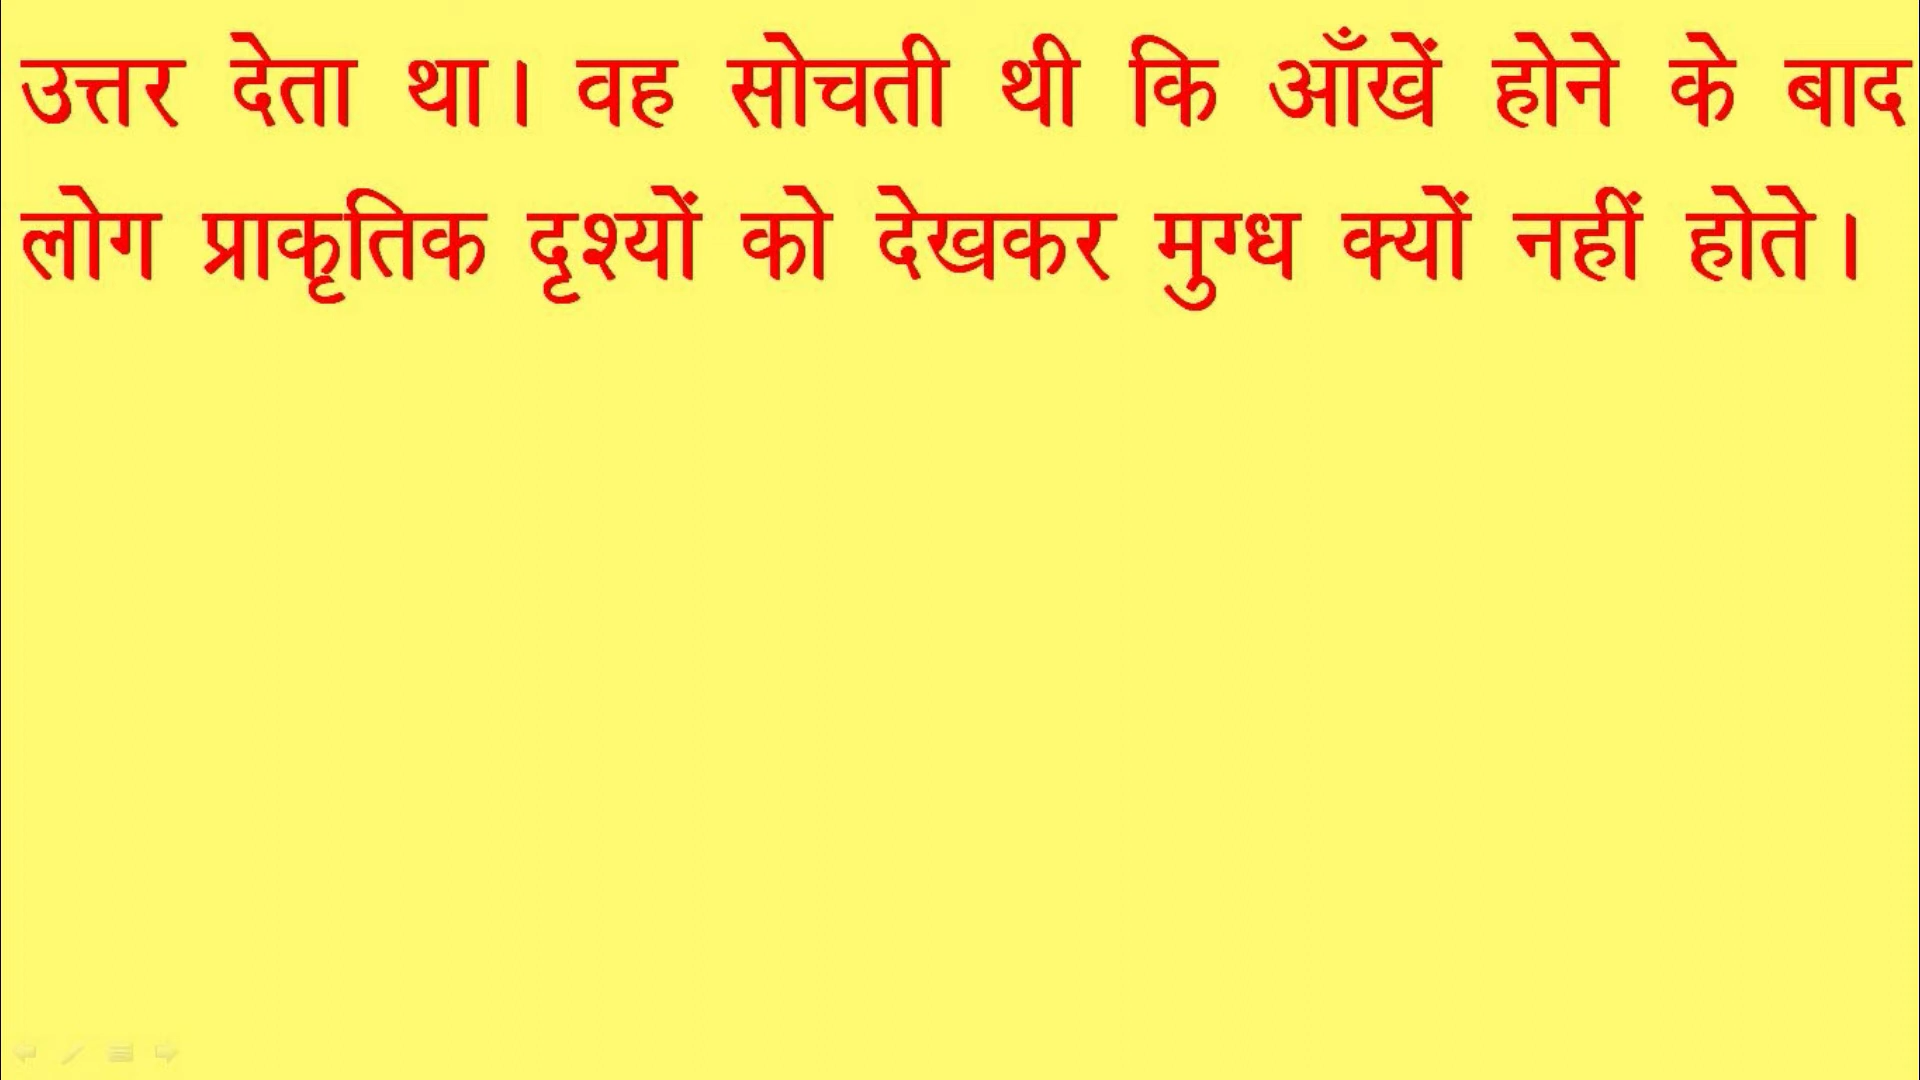 उत्तर देता था। वह सोचती थी कि आँखें होने के बाद
लोग प्राकृतिक दृश्यों को देखकर मुग्ध क्यों नहीं होते।